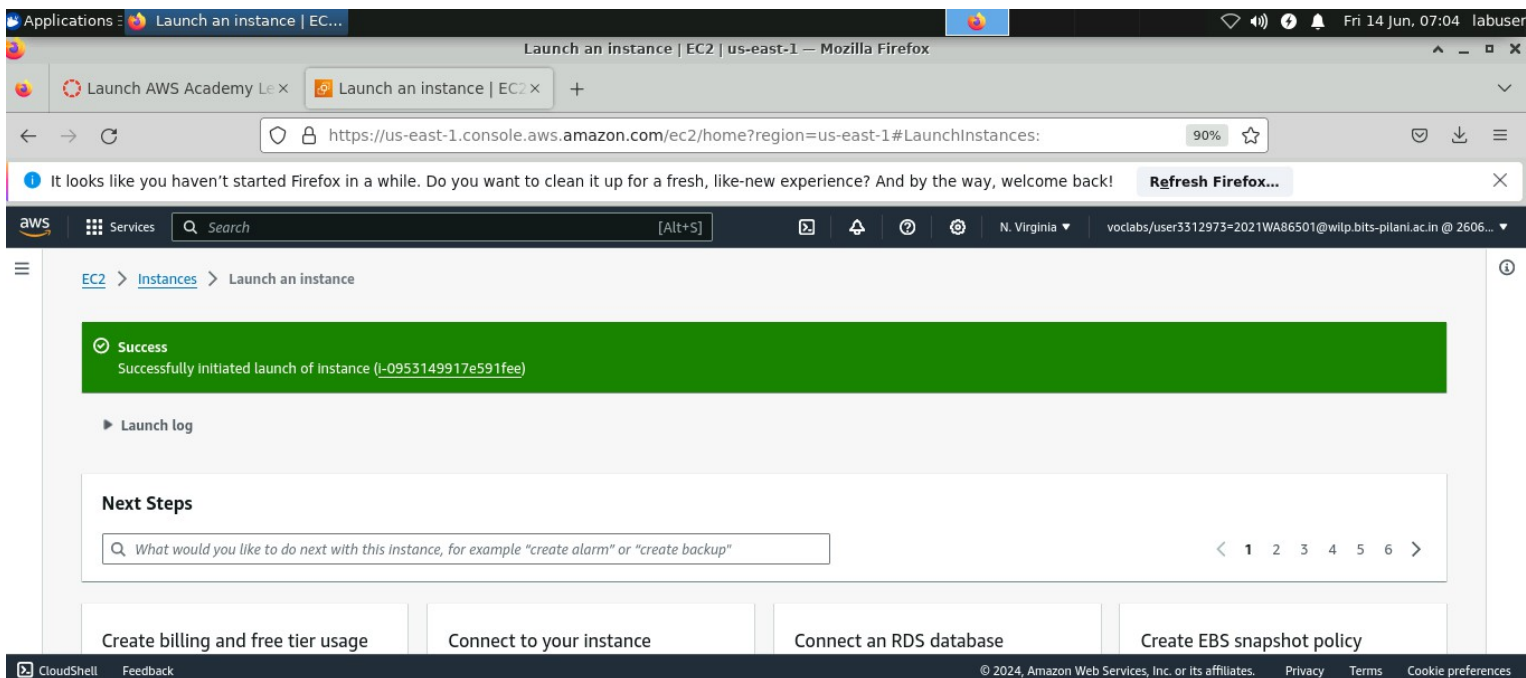 Applications
Launch an instance | EC...
Fri 14 Jun, 07:04 labuser
Launch an instance | EC2 | us-east-1 — Mozilla Firefox
Launch AWS Academy Le
Launch an instance | EC2
https://us-east-1.console.aws.amazon.com/ec2/home?region=us-east-1#LaunchInstances:
90%
It looks like you haven't started Firefox in a while. Do you want to clean it up for a fresh, like-new experience? And by the way, welcome back!
Refresh Firefox...
aws
Services
Search
[Alt+S]
N. Virginia
voclabs/user3312973=2021WA86501@wilp.bits-pilani.ac.in @ 2606...
EC2 > Instances > Launch an instance
Success
Successfully initiated launch of instance (i-0953149917e591fee)
Launch log
Next Steps
What would you like to do next with this instance, for example "create alarm" or "create backup"
< 1 2 3 4 5 6 >
Create billing and free tier usage
Connect to your instance
Connect an RDS database
Create EBS snapshot policy
CloudShell Feedback
© 2024, Amazon Web Services, Inc. or its affiliates. Privacy Terms Cookie preferences